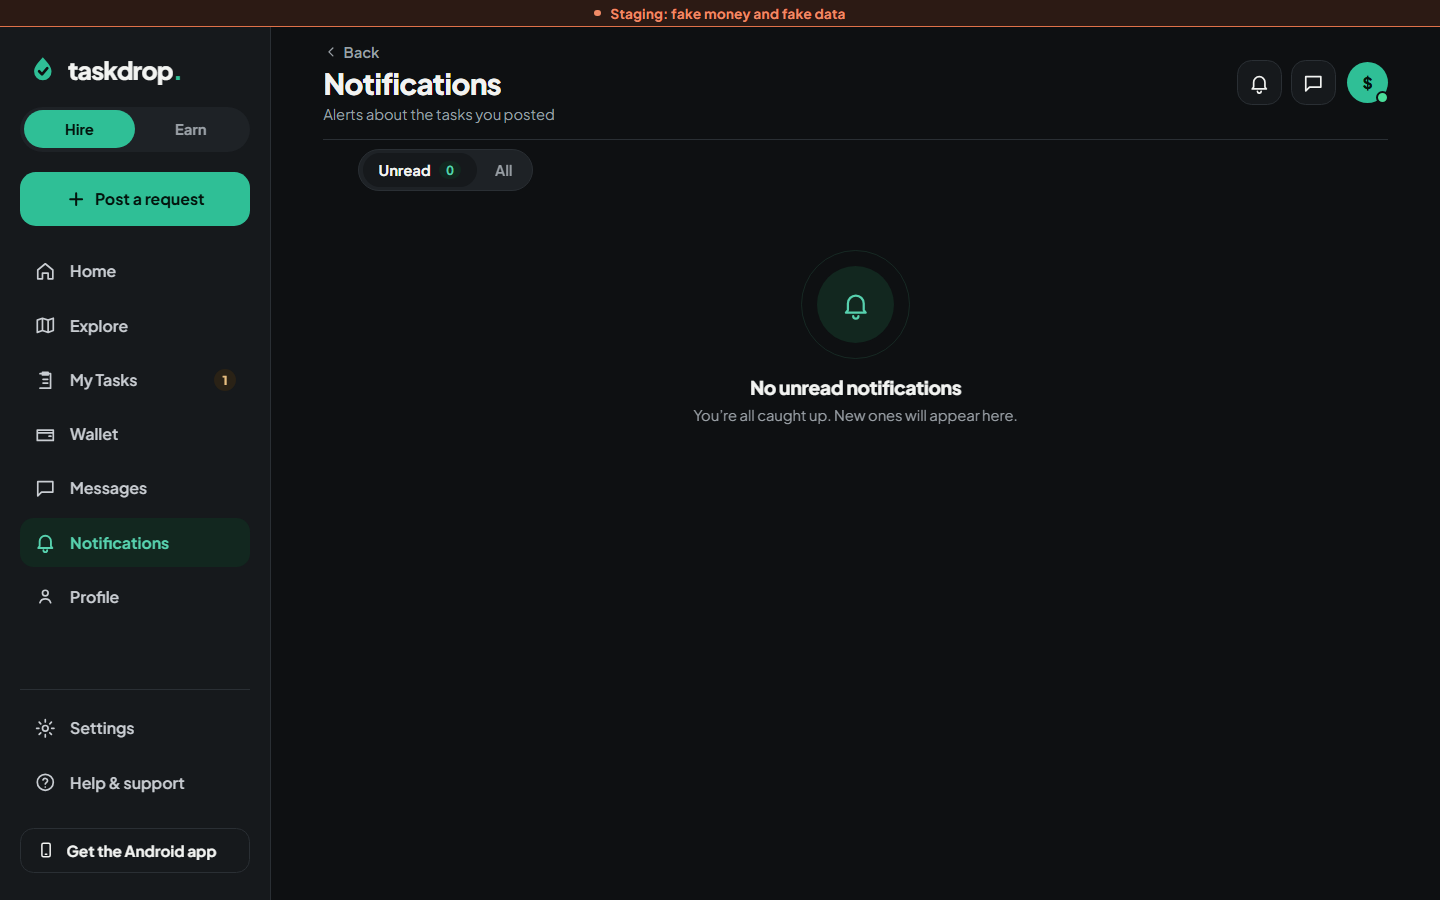 Staging: fake money and fake data
taskdrop.
Hire
Earn
Post a request
Home
Explore
My Tasks
1
Wallet
Messages
Notifications
Profile
Settings
Help & support
Get the Android app
Back
Notifications
Alerts about the tasks you posted
$
Unread 0
All
No unread notifications
You're all caught up. New ones will appear here.